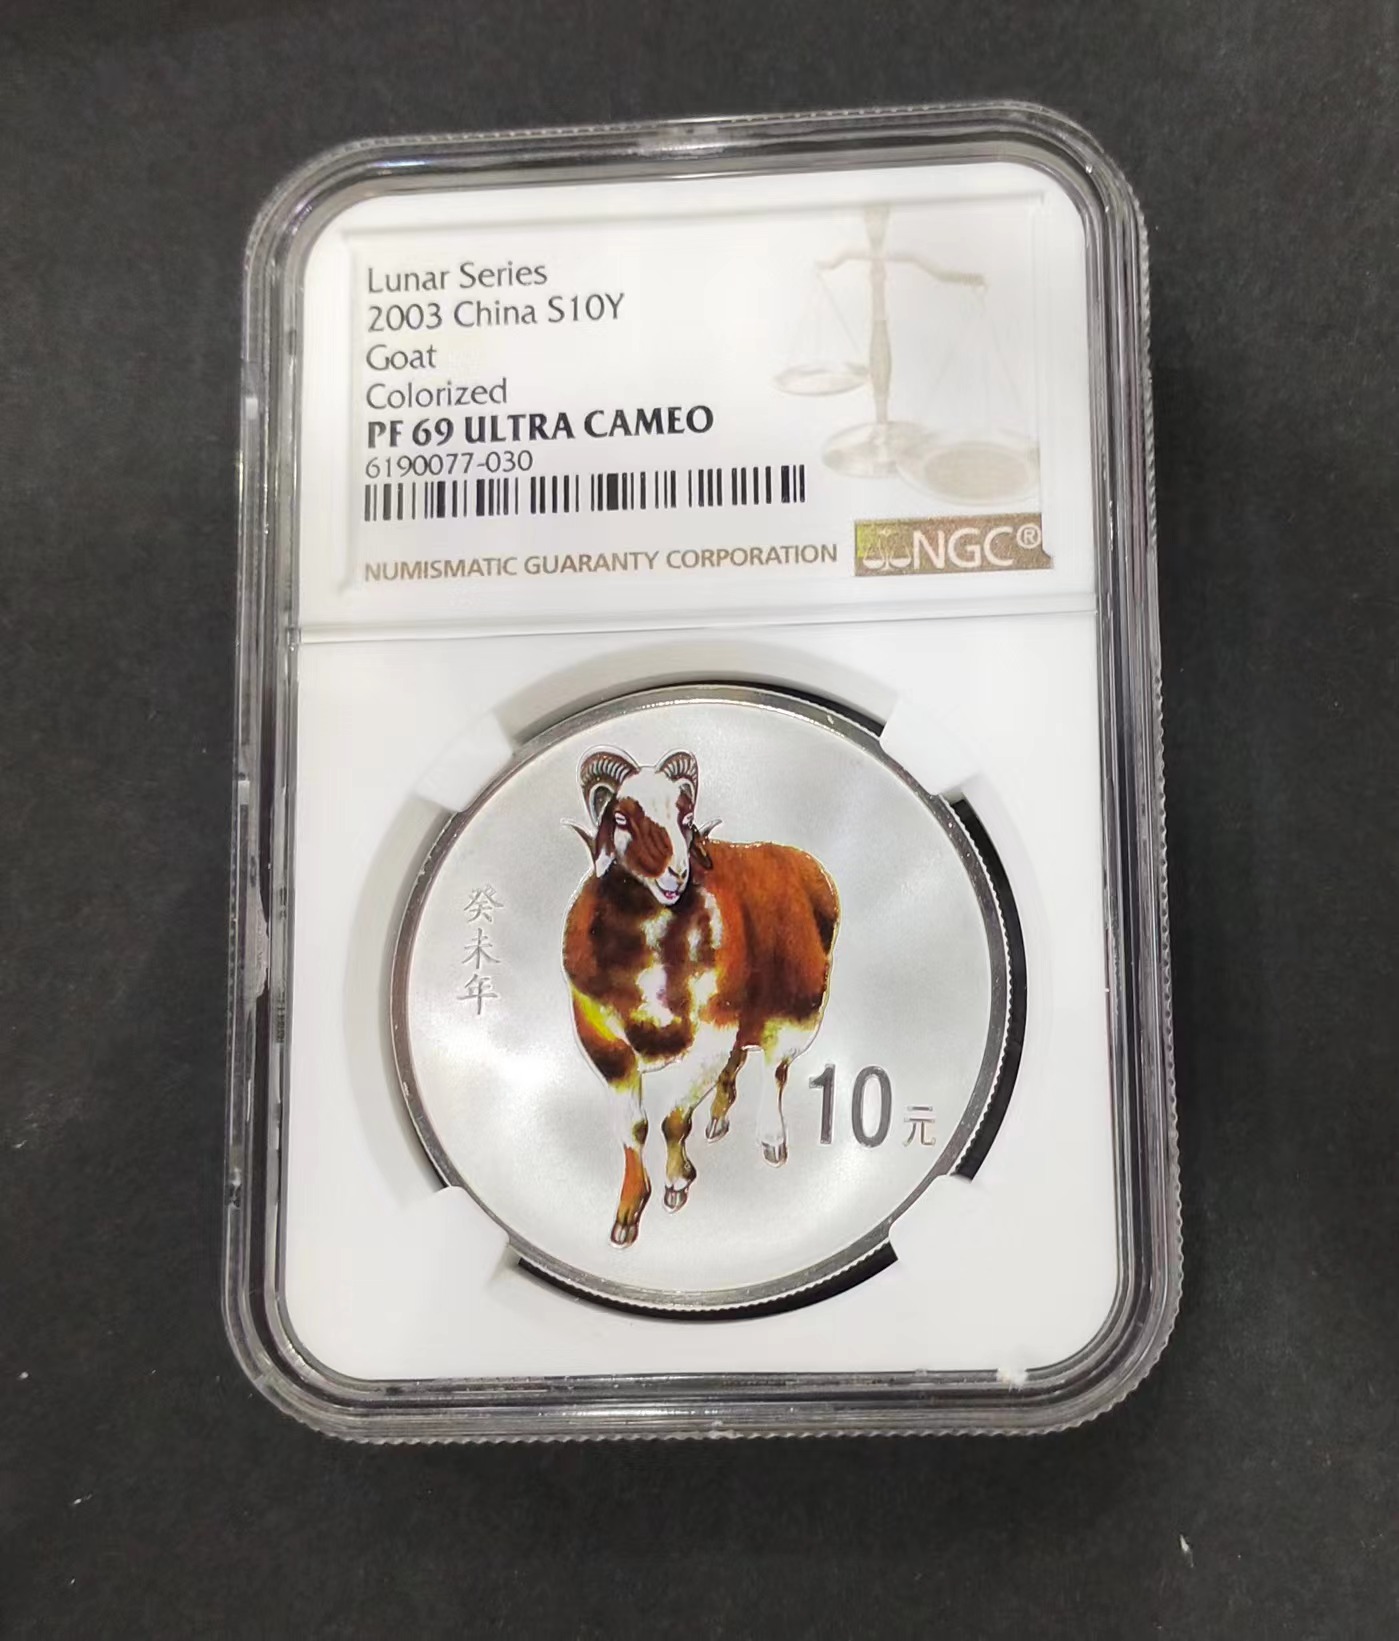 Lunar Series
2003 China S10Y
Goat
Colorized
PF 69 ULTRA CAMEO
6190077-030
NUMISMATIC GUARANTY CORPORATION
NGC®
癸未年
10元